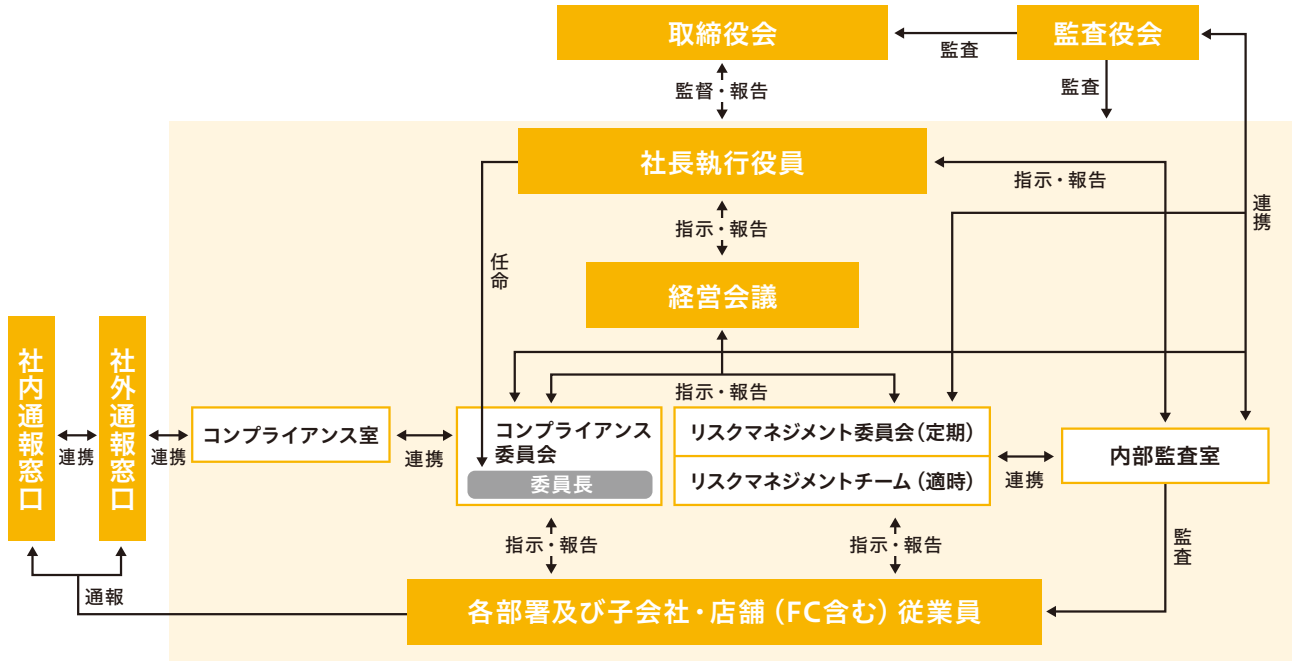 取締役会
監査役会
監査
監督・報告
監査
社長執行役員
指示・報告
指示・報告
連携
任命
経営会議
社内通報窓口
社外通報窓口
指示・報告
コンプライアンス室
コンプライアンス
委員会
委員長
リスクマネジメント委員会（定期）
リスクマネジメントチーム（適時）
内部監査室
連携
連携
連携
連携
指示・報告
指示・報告
監査
通報
各部署及び子会社・店舗（FC含む）従業員